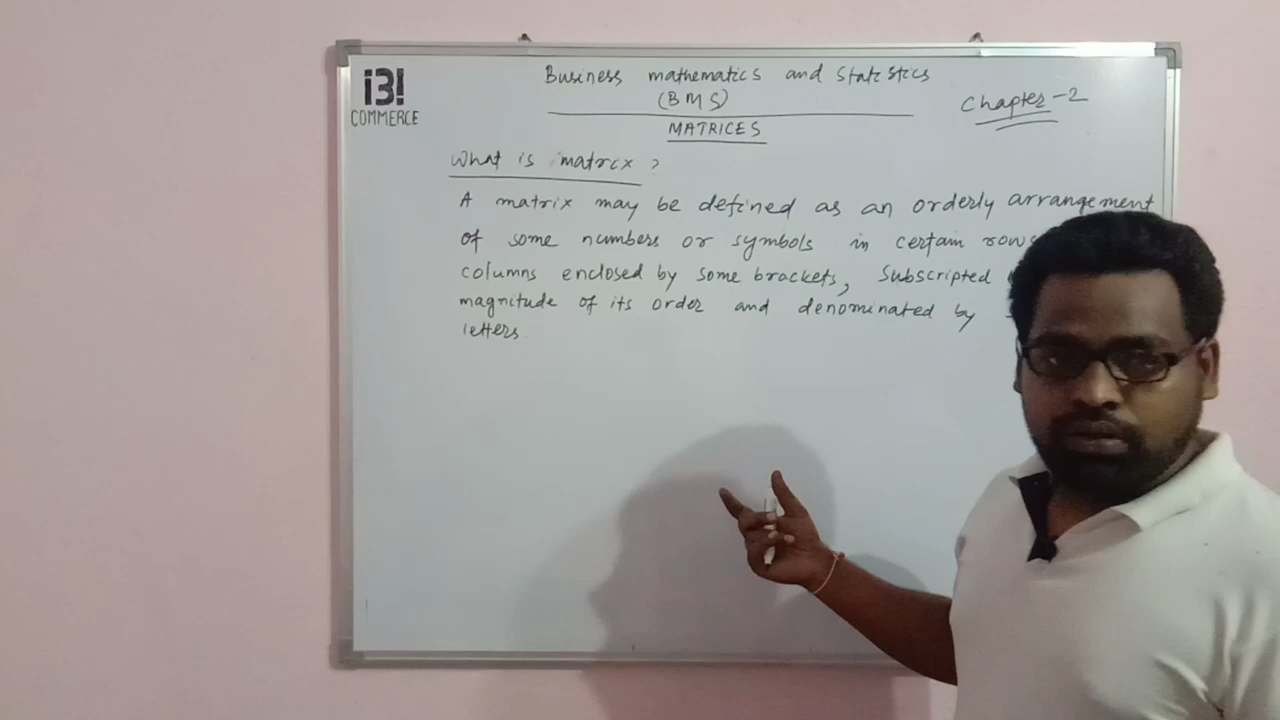 i3!
COMMERCE
Business mathematics and Statistics
(BMS)
Chapter-2
MATRICES
What is matrix ?
A matrix may be defined as an orderly arrangement
of some numbers or symbols in certain rows
columns enclosed by some brackets, Subscripted
magnitude of its order and denominated by
letters